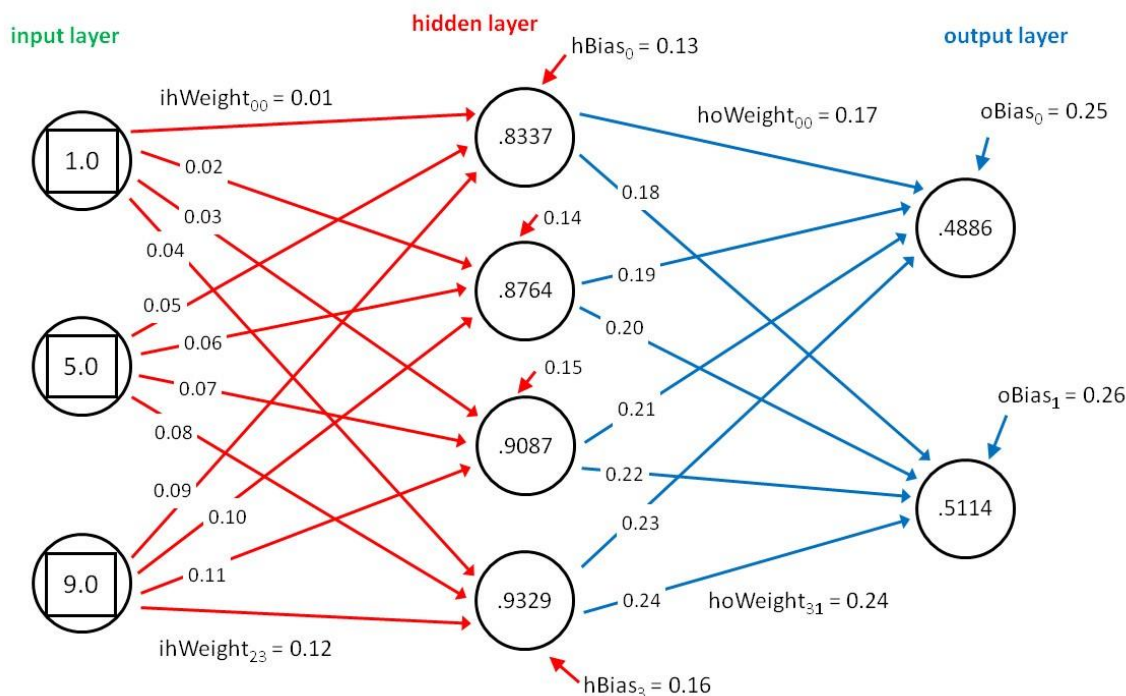 input layer
hidden layer
output layer
hBias0 = 0.13
ihWeight00 = 0.01
hoWeight00 = 0.17
oBias0 = 0.25
1.0
.8337
0.02
0.03
0.04
0.18
0.14
.4886
0.05
.8764
0.19
0.06
0.20
5.0
0.15
0.07
0.21
oBias1 = 0.26
0.08
.9087
0.22
0.09
0.10
0.23
.5114
0.11
9.0
.9329
0.24
hoWeight31 = 0.24
ihWeight23 = 0.12
hBias3 = 0.16